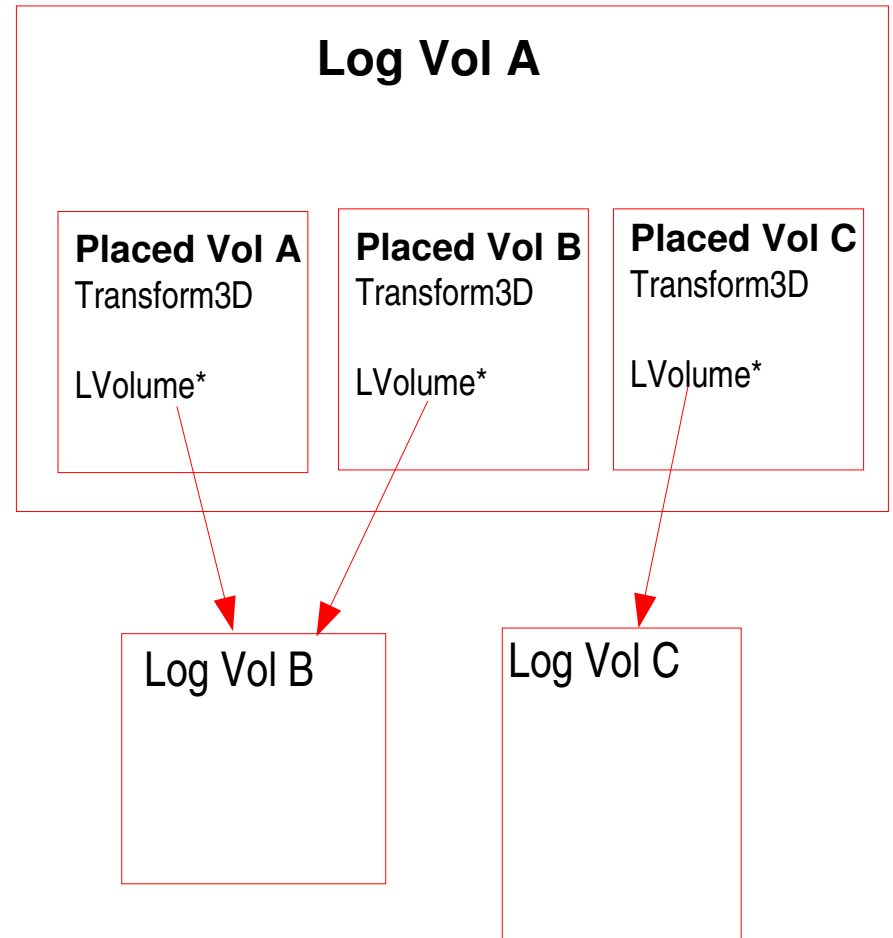 Log Vol A
Placed Vol A
Transform3D
LVolume*
Placed Vol B
Transform3D
LVolume*
Placed Vol C
Transform3D
LVolume*
Log Vol B
Log Vol C